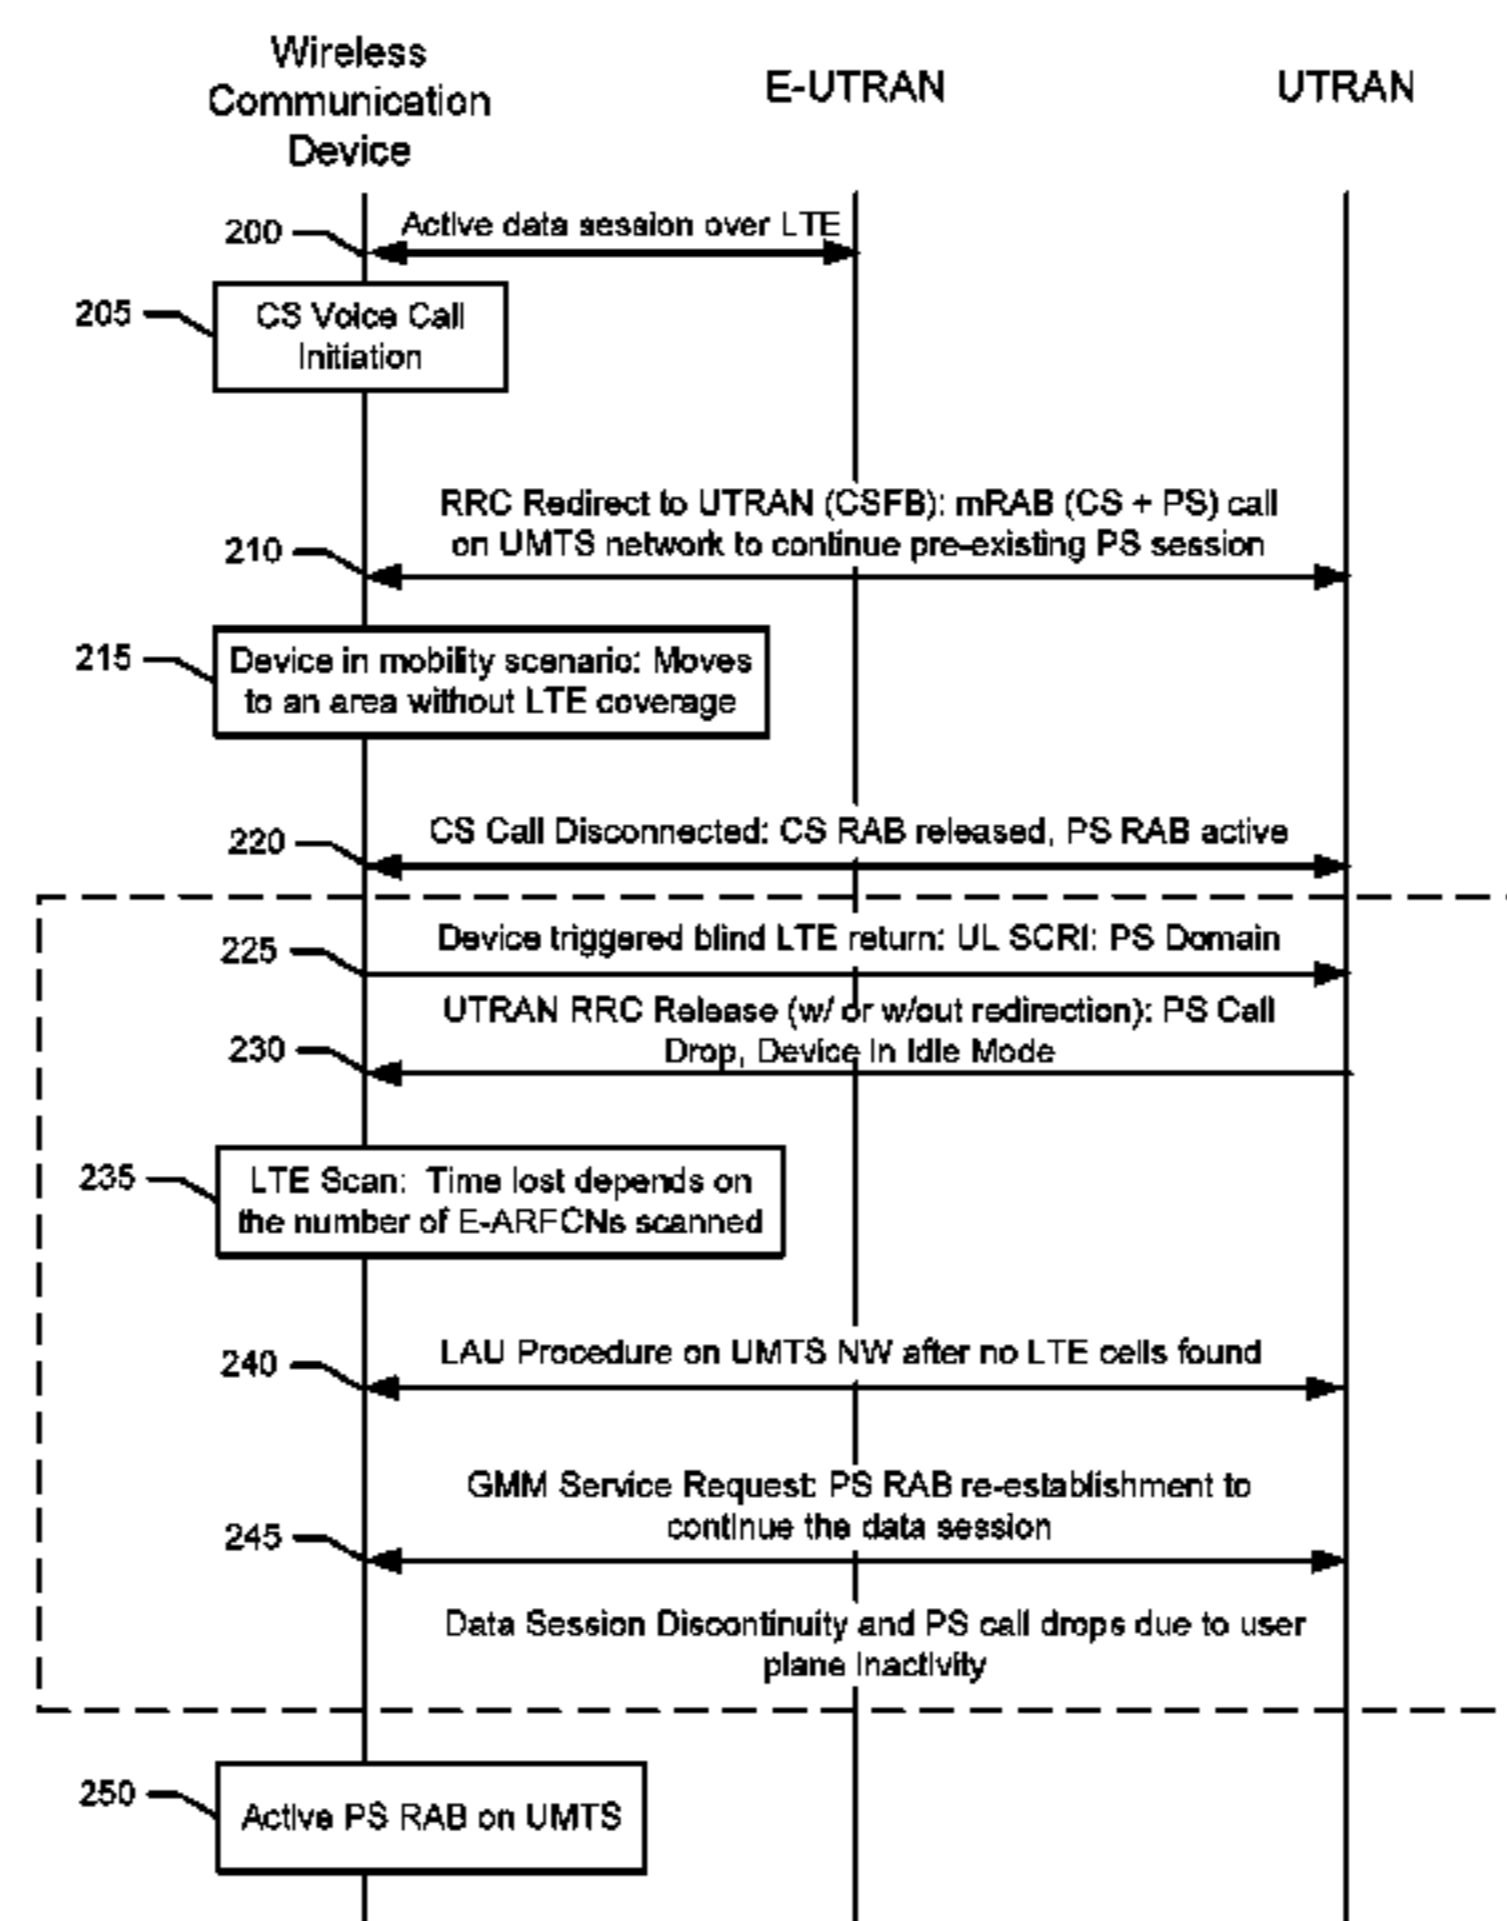 Wireless
Communication
Device
E-UTRAN
UTRAN
200
Active data session over LTE
205
CS Voice Call
Initiation
RRC Redirect to UTRAN (CSFB): mRAB (CS + PS) call
on UMTS network to continue pre-existing PS session
210
215
Device in mobility scenario: Moves
to an area without LTE coverage
CS Call Disconnected: CS RAB released, PS RAB active
220
Device triggered blind LTE return: UL SCRI: PS Domain
225
UTRAN RRC Release (w/ or w/out redirection): PS Call
Drop, Device in Idle Mode
230
235
LTE Scan: Time lost depends on
the number of E-ARFCNs scanned
LAU Procedure on UMTS NW after no LTE cells found
240
GMM Service Request: PS RAB re-establishment to
continue the data session
245
Data Session Discontinuity and PS call drops due to user
plane inactivity
250
Active PS RAB on UMTS